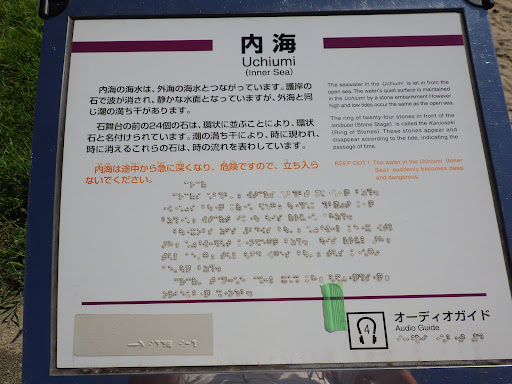 内海
Uchiumi
(Inner Sea)
内海の海水は、外海の海水とつながっています。護岸の
石で波が消され、静かな水面となっていますが、外海と同
じ潮の満ち干があります。
石舞台の前の24個の石は、環状に並ぶことにより、環状
石と名付けられています。潮の満ち干により、時に現われ、
時に消えるこれらの石は、時の流れを表わしています。
内海は途中から急に深くなり、危険ですので、立ち入ら
ないでください。
The seawater in the Uchiumi is let in from the
open sea. The water's quiet surface is maintained
in the Uchiumi by a stone embankment However
high and low tides occur the same as the open sea.
The ring of twenty-four stones in front of the
Ishibutai (Stone Stage) is called the Kanjoseki
(Ring of Stones). These stones appear and
disappear according to the tide, indicating the
passage of time.
KEEP OUT! The water in the Uchiumi (Inner
Sea) suddenly becomes deep
and dangerous.
4
オーディオガイド
Audio Guide